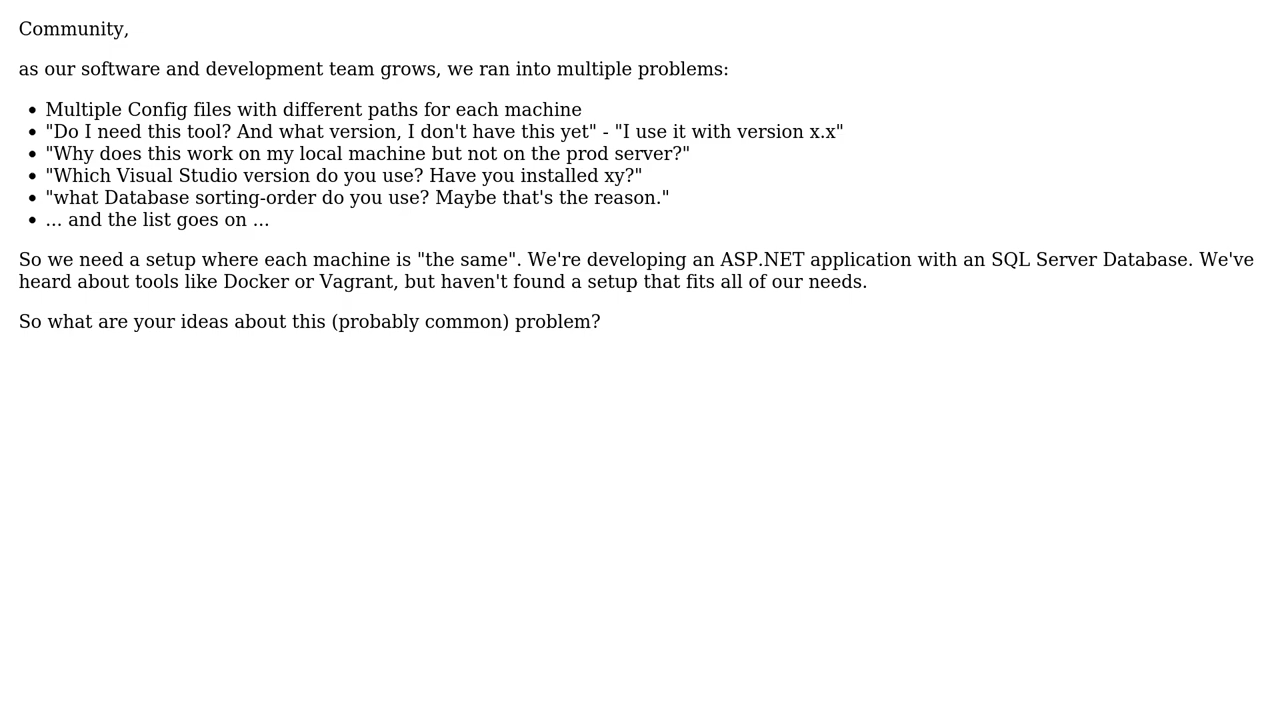 Community,
as our software and development team grows, we ran into multiple problems:
• Multiple Config files with different paths for each machine
• "Do I need this tool? And what version, I don't have this yet" - "I use it with version x.x"
• "Why does this work on my local machine but not on the prod server?"
• "Which Visual Studio version do you use? Have you installed xy?"
• "what Database sorting-order do you use? Maybe that's the reason."
• ... and the list goes on ...
So we need a setup where each machine is "the same". We're developing an ASP.NET application with an SQL Server Database. We've
heard about tools like Docker or Vagrant, but haven't found a setup that fits all of our needs.
So what are your ideas about this (probably common) problem?